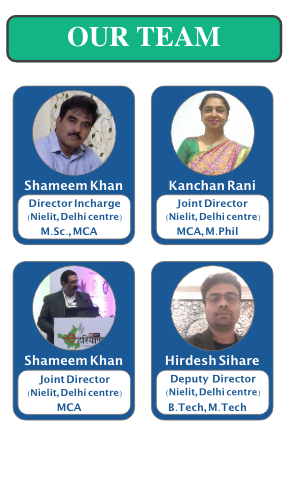 OUR TEAM
Shameem Khan
Director Incharge
(Nielit, Delhi centre)
M.Sc., MCA
Kanchan Rani
Joint Director
(Nielit, Delhi centre)
MCA, M.Phil
हरियाणा
Shameem Khan
Joint Director
(Nielit, Delhi centre)
MCA
Hirdesh Sihare
Deputy Director
(Nielit, Delhi centre)
B.Tech, M.Tech